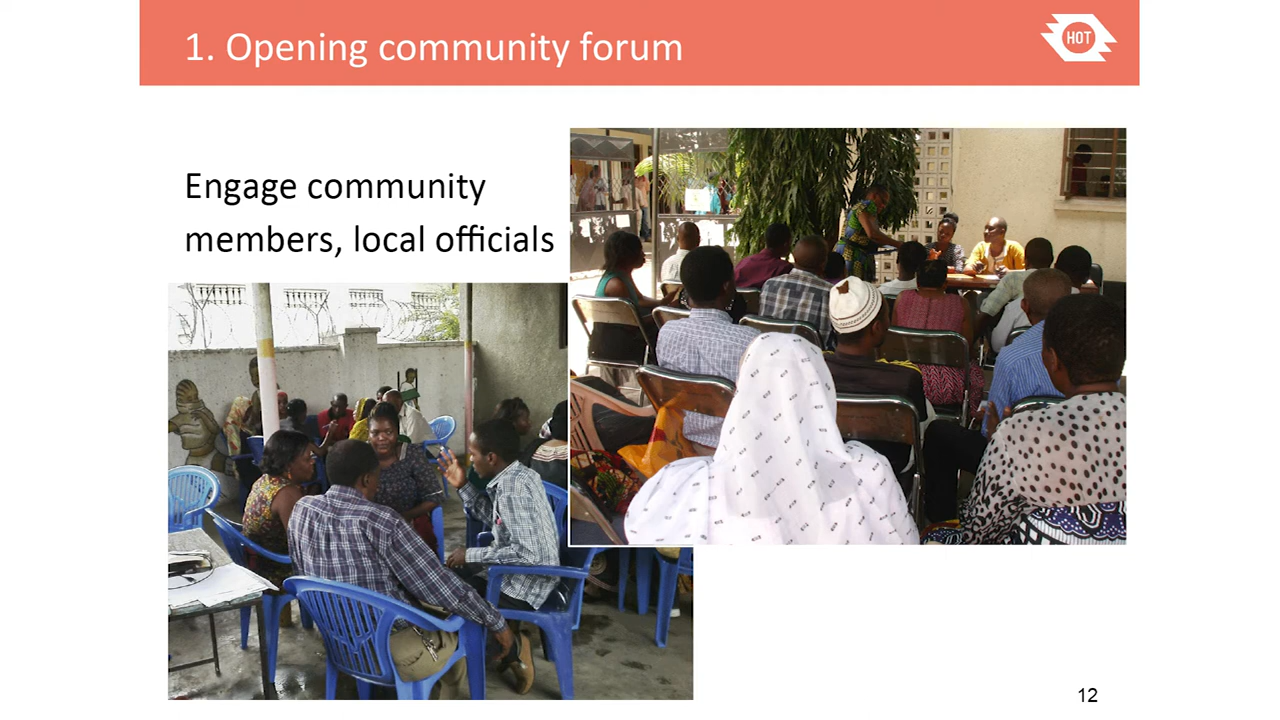 1. Opening community forum
HOT
Engage community
members, local officials
12